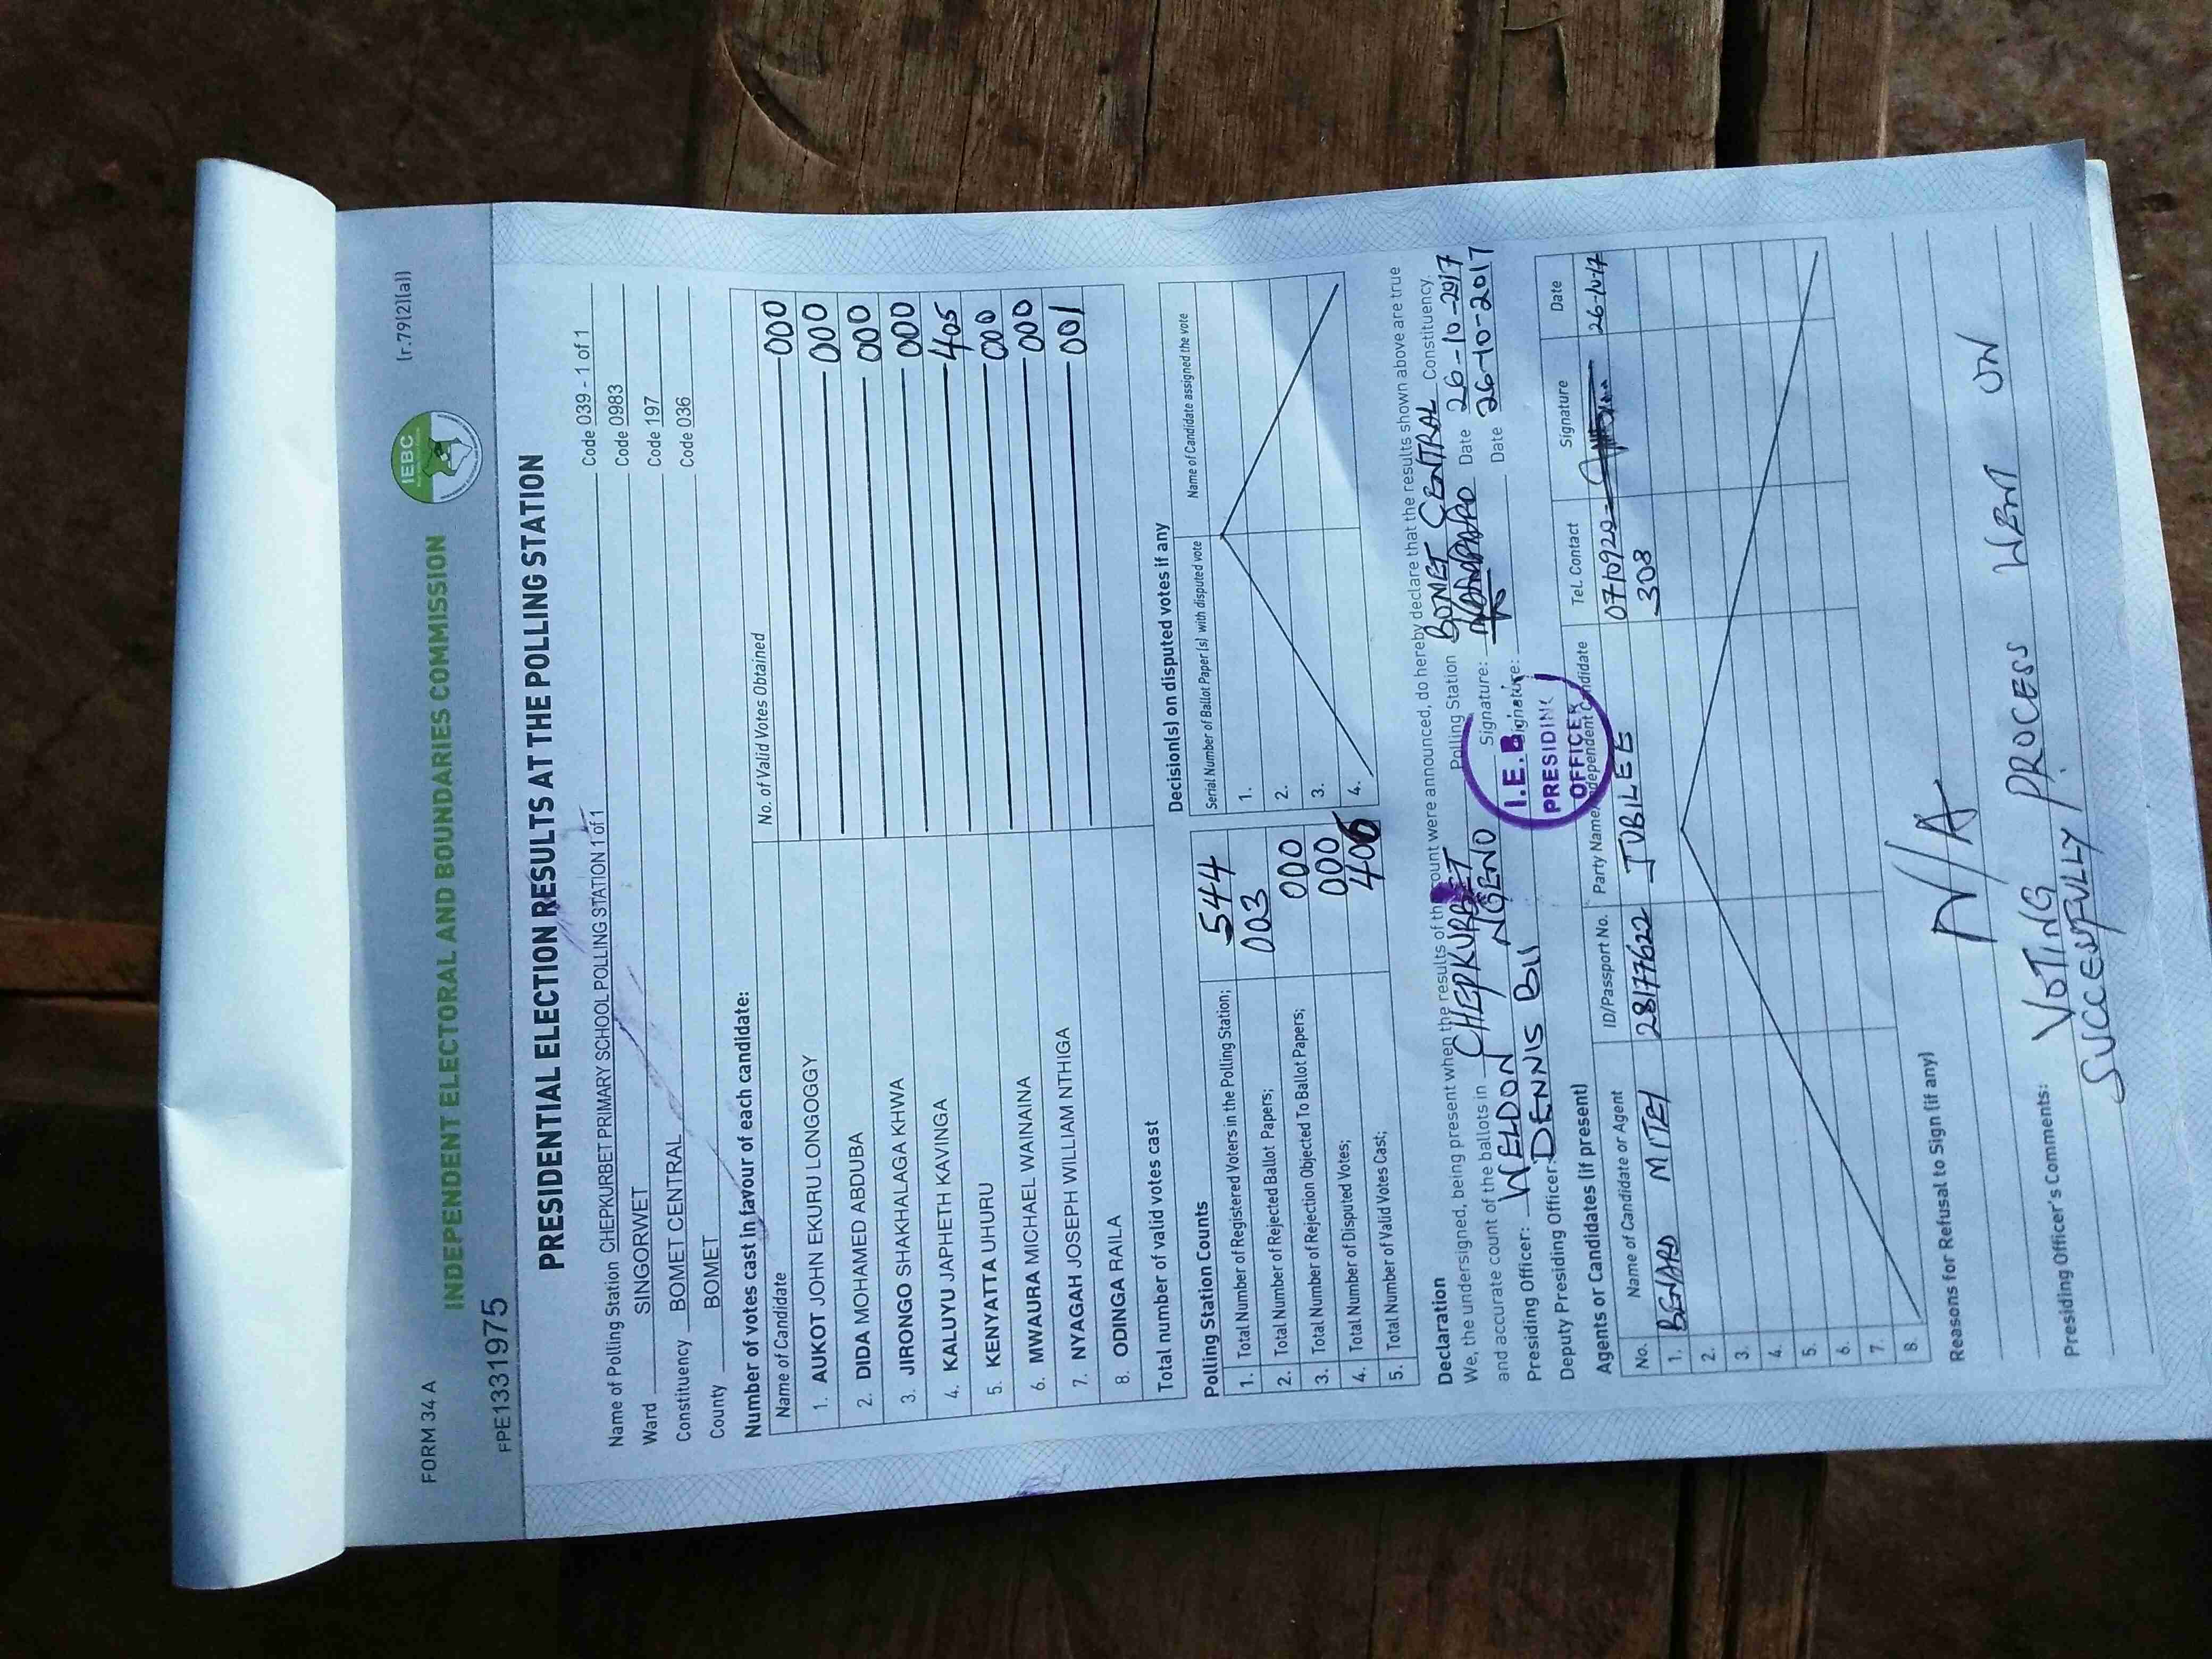 FORM 34 A
(r.79(2)(a))
IEBC
INDEPENDENT ELECTORAL AND BOUNDARIES COMMISSION
FPE1331975
PRESIDENTIAL ELECTION RESULTS AT THE POLLING STATION
Name of Polling Station CHEPKURBET PRIMARY SCHOOL POLLING STATION 1 of 1 Code 039 - 1 of 1
Ward SINGORWET Code 0983
Constituency BOMET CENTRAL Code 197
County BOMET Code 036
Number of votes cast in favour of each candidate:
Name of Candidate No. of Valid Votes Obtained
1. AUKOT JOHN EKURU LONGOGGY 000
2. DIDA MOHAMED ABDUBA 000
3. JIRONGO SHAKHALAGA KHWA 000
4. KALUYU JAPHETH KAVINGA 000
5. KENYATTA UHURU 405
6. MWAURA MICHAEL WAINAINA 000
7. NYAGAH JOSEPH WILLIAM NTHIGA 000
8. ODINGA RAILA 001
Total number of valid votes cast
Polling Station Counts
1. Total Number of Registered Voters in the Polling Station; 544
2. Total Number of Rejected Ballot Papers; 003
3. Total Number of Rejection Objected To Ballot Papers; 000
4. Total Number of Disputed Votes; 000
5. Total Number of Valid Votes Cast; 406
Decision(s) on disputed votes if any
Serial Number of Ballot Paper(s) with disputed vote Name of Candidate assigned the vote
1.
2.
3.
4.
Declaration
We, the undersigned, being present when the results of the count were announced, do hereby declare that the results shown above are true
and accurate count of the ballots in CHEPKURBET Polling Station BOMET CENTRAL Constituency.
Presiding Officer: WELDON NGENO Signature: Date 26-10-2017
Deputy Presiding Officer: DENNIS BII Signature: Date 26-10-2017
I.E.B
PRESIDING
OFFICER
Agents or Candidates (if present)
No. Name of Candidate or Agent ID/Passport No. Party Name/Independent Candidate Tel. Contact Signature Date
1. BENARD MITEI 28177622 JUBILEE 0710929- 26-10-17
308
2.
3.
4.
5.
6.
7.
8.
Reasons for Refusal to Sign (if any)
N/A
Presiding Officer's Comments: VOTING PROCESS WENT ON
SUCCESSFULLY.